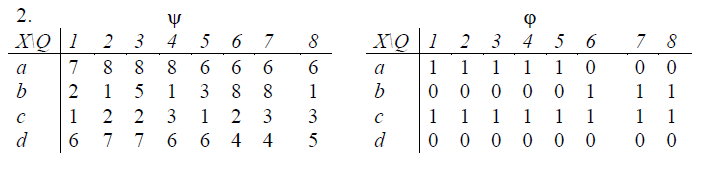 2.
ψ φ
X\Q 1 2 3 4 5 6 7 8 X\Q 1 2 3 4 5 6 7 8
a 7 8 8 8 6 6 6 6 a 1 1 1 1 1 0 0 0
b 2 1 5 1 3 8 8 1 b 0 0 0 0 0 1 1 1
c 1 2 2 3 1 2 3 3 c 1 1 1 1 1 1 1 1
d 6 7 7 6 6 4 4 5 d 0 0 0 0 0 0 0 0